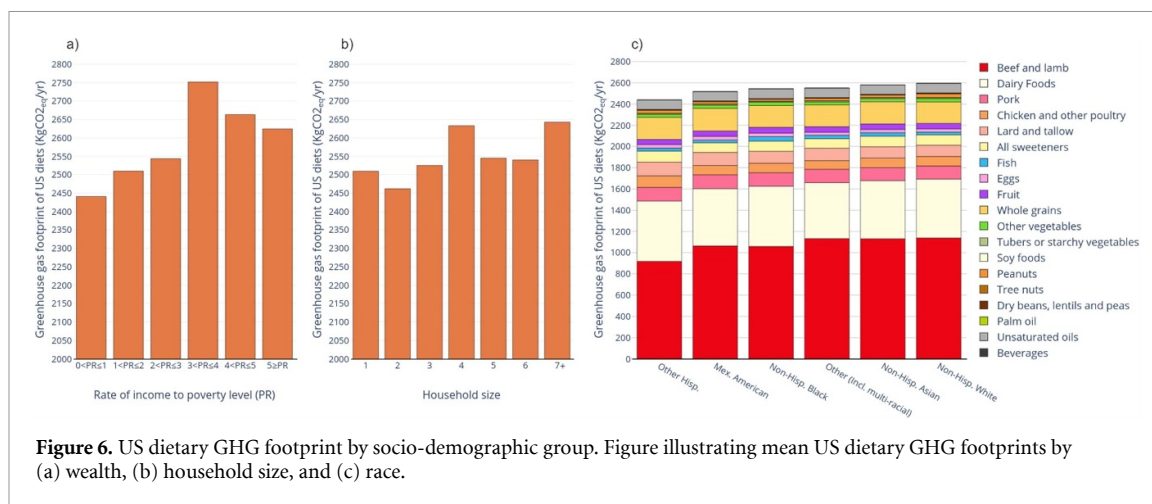 a)
Greenhouse gas footprint of US diets (KgCO2eq/yr)
2800
2750
2700
2650
2600
2550
2500
2450
2400
2350
2300
2250
2200
2150
2100
2050
2000
0<PR≤1
1<PR≤2
2<PR≤3
3<PR≤4
4<PR≤5
5≥PR
Rate of income to poverty level (PR)
b)
Greenhouse gas footprint of US diets (KgCO2eq/yr)
2800
2750
2700
2650
2600
2550
2500
2450
2400
2350
2300
2250
2200
2150
2100
2050
2000
1
2
3
4
5
6
7+
Household size
c)
Greenhouse gas footprint of US diets (KgCO2eq/yr)
2800
2600
2400
2200
2000
1800
1600
1400
1200
1000
800
600
400
200
0
Other Hisp.
Mex. American
Non-Hisp. Black
Other (Incl. multi-racial)
Non-Hisp. Asian
Non-Hisp. White
Beef and lamb
Dairy Foods
Pork
Chicken and other poultry
Lard and tallow
All sweeteners
Fish
Eggs
Fruit
Whole grains
Other vegetables
Tubers or starchy vegetables
Soy foods
Peanuts
Tree nuts
Dry beans, lentils and peas
Palm oil
Unsaturated oils
Beverages
Figure 6. US dietary GHG footprint by socio-demographic group. Figure illustrating mean US dietary GHG footprints by
(a) wealth, (b) household size, and (c) race.